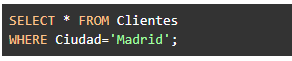 SELECT * FROM Clientes
WHERE Ciudad='Madrid';